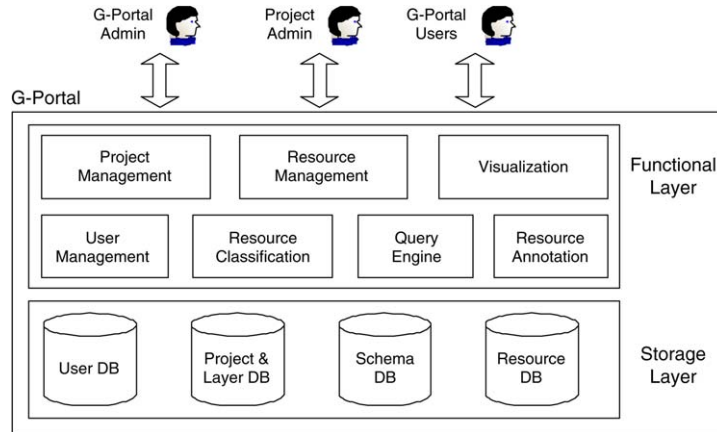 G-Portal
Admin
Project
Admin
G-Portal
Users
G-Portal
Project
Management
Resource
Management
Visualization
Functional
Layer
User
Management
Resource
Classification
Query
Engine
Resource
Annotation
User DB
Project &
Layer DB
Schema
DB
Resource
DB
Storage
Layer